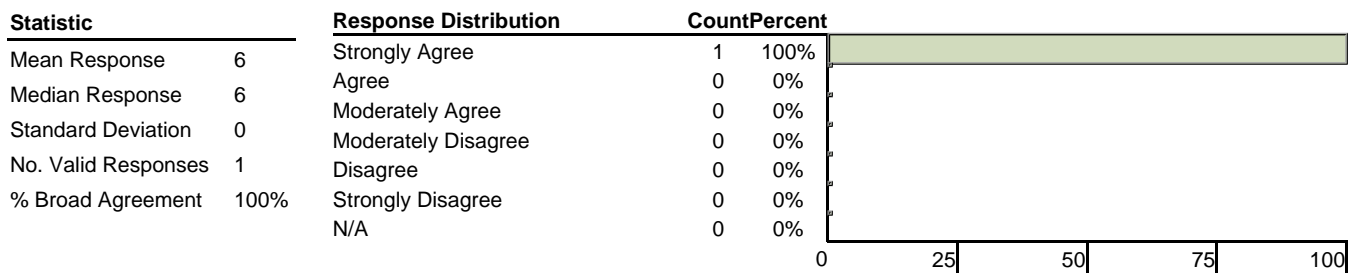 Statistic
Mean Response 6
Median Response 6
Standard Deviation 0
No. Valid Responses 1
% Broad Agreement 100%
Response Distribution CountPercent
Strongly Agree 1 100%
Agree 0 0%
Moderately Agree 0 0%
Moderately Disagree 0 0%
Disagree 0 0%
Strongly Disagree 0 0%
N/A 0 0%
0 25 50 75 100